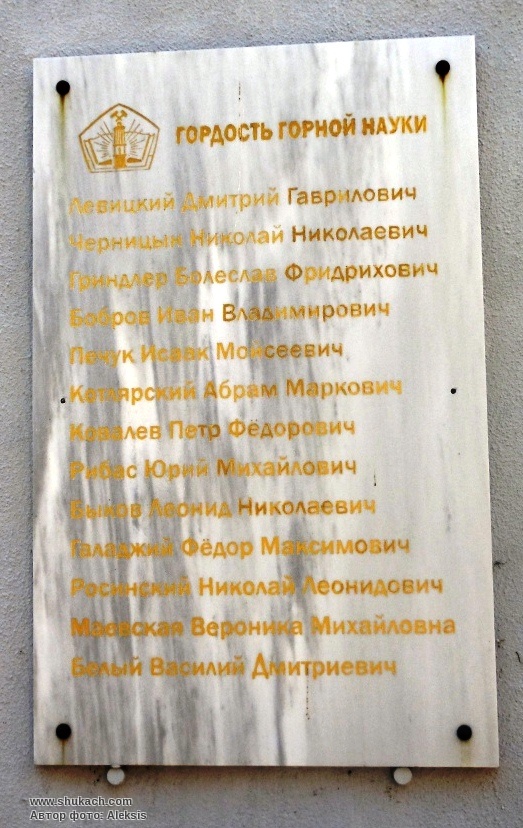 ГОРДОСТЬ ГОРНОЙ НАУКИ
Левицкий Дмитрий Гаврилович
Черницын Николай Николаевич
Гриндлер Болеслав Фридрихович
Бобров Иван Владимирович
Печук Исаак Моисеевич
Кетлярский Абрам Маркович
Ковалев Петр Фёдорович
Рибас Юрий Михайлович
Быков Леонид Николаевич
Галаджий Фёдор Максимович
Росинский Николай Леонидович
Маевская Вероника Михайловна
Белый Василий Дмитриевич
www.shukach.com
Автор фото: Aleksis